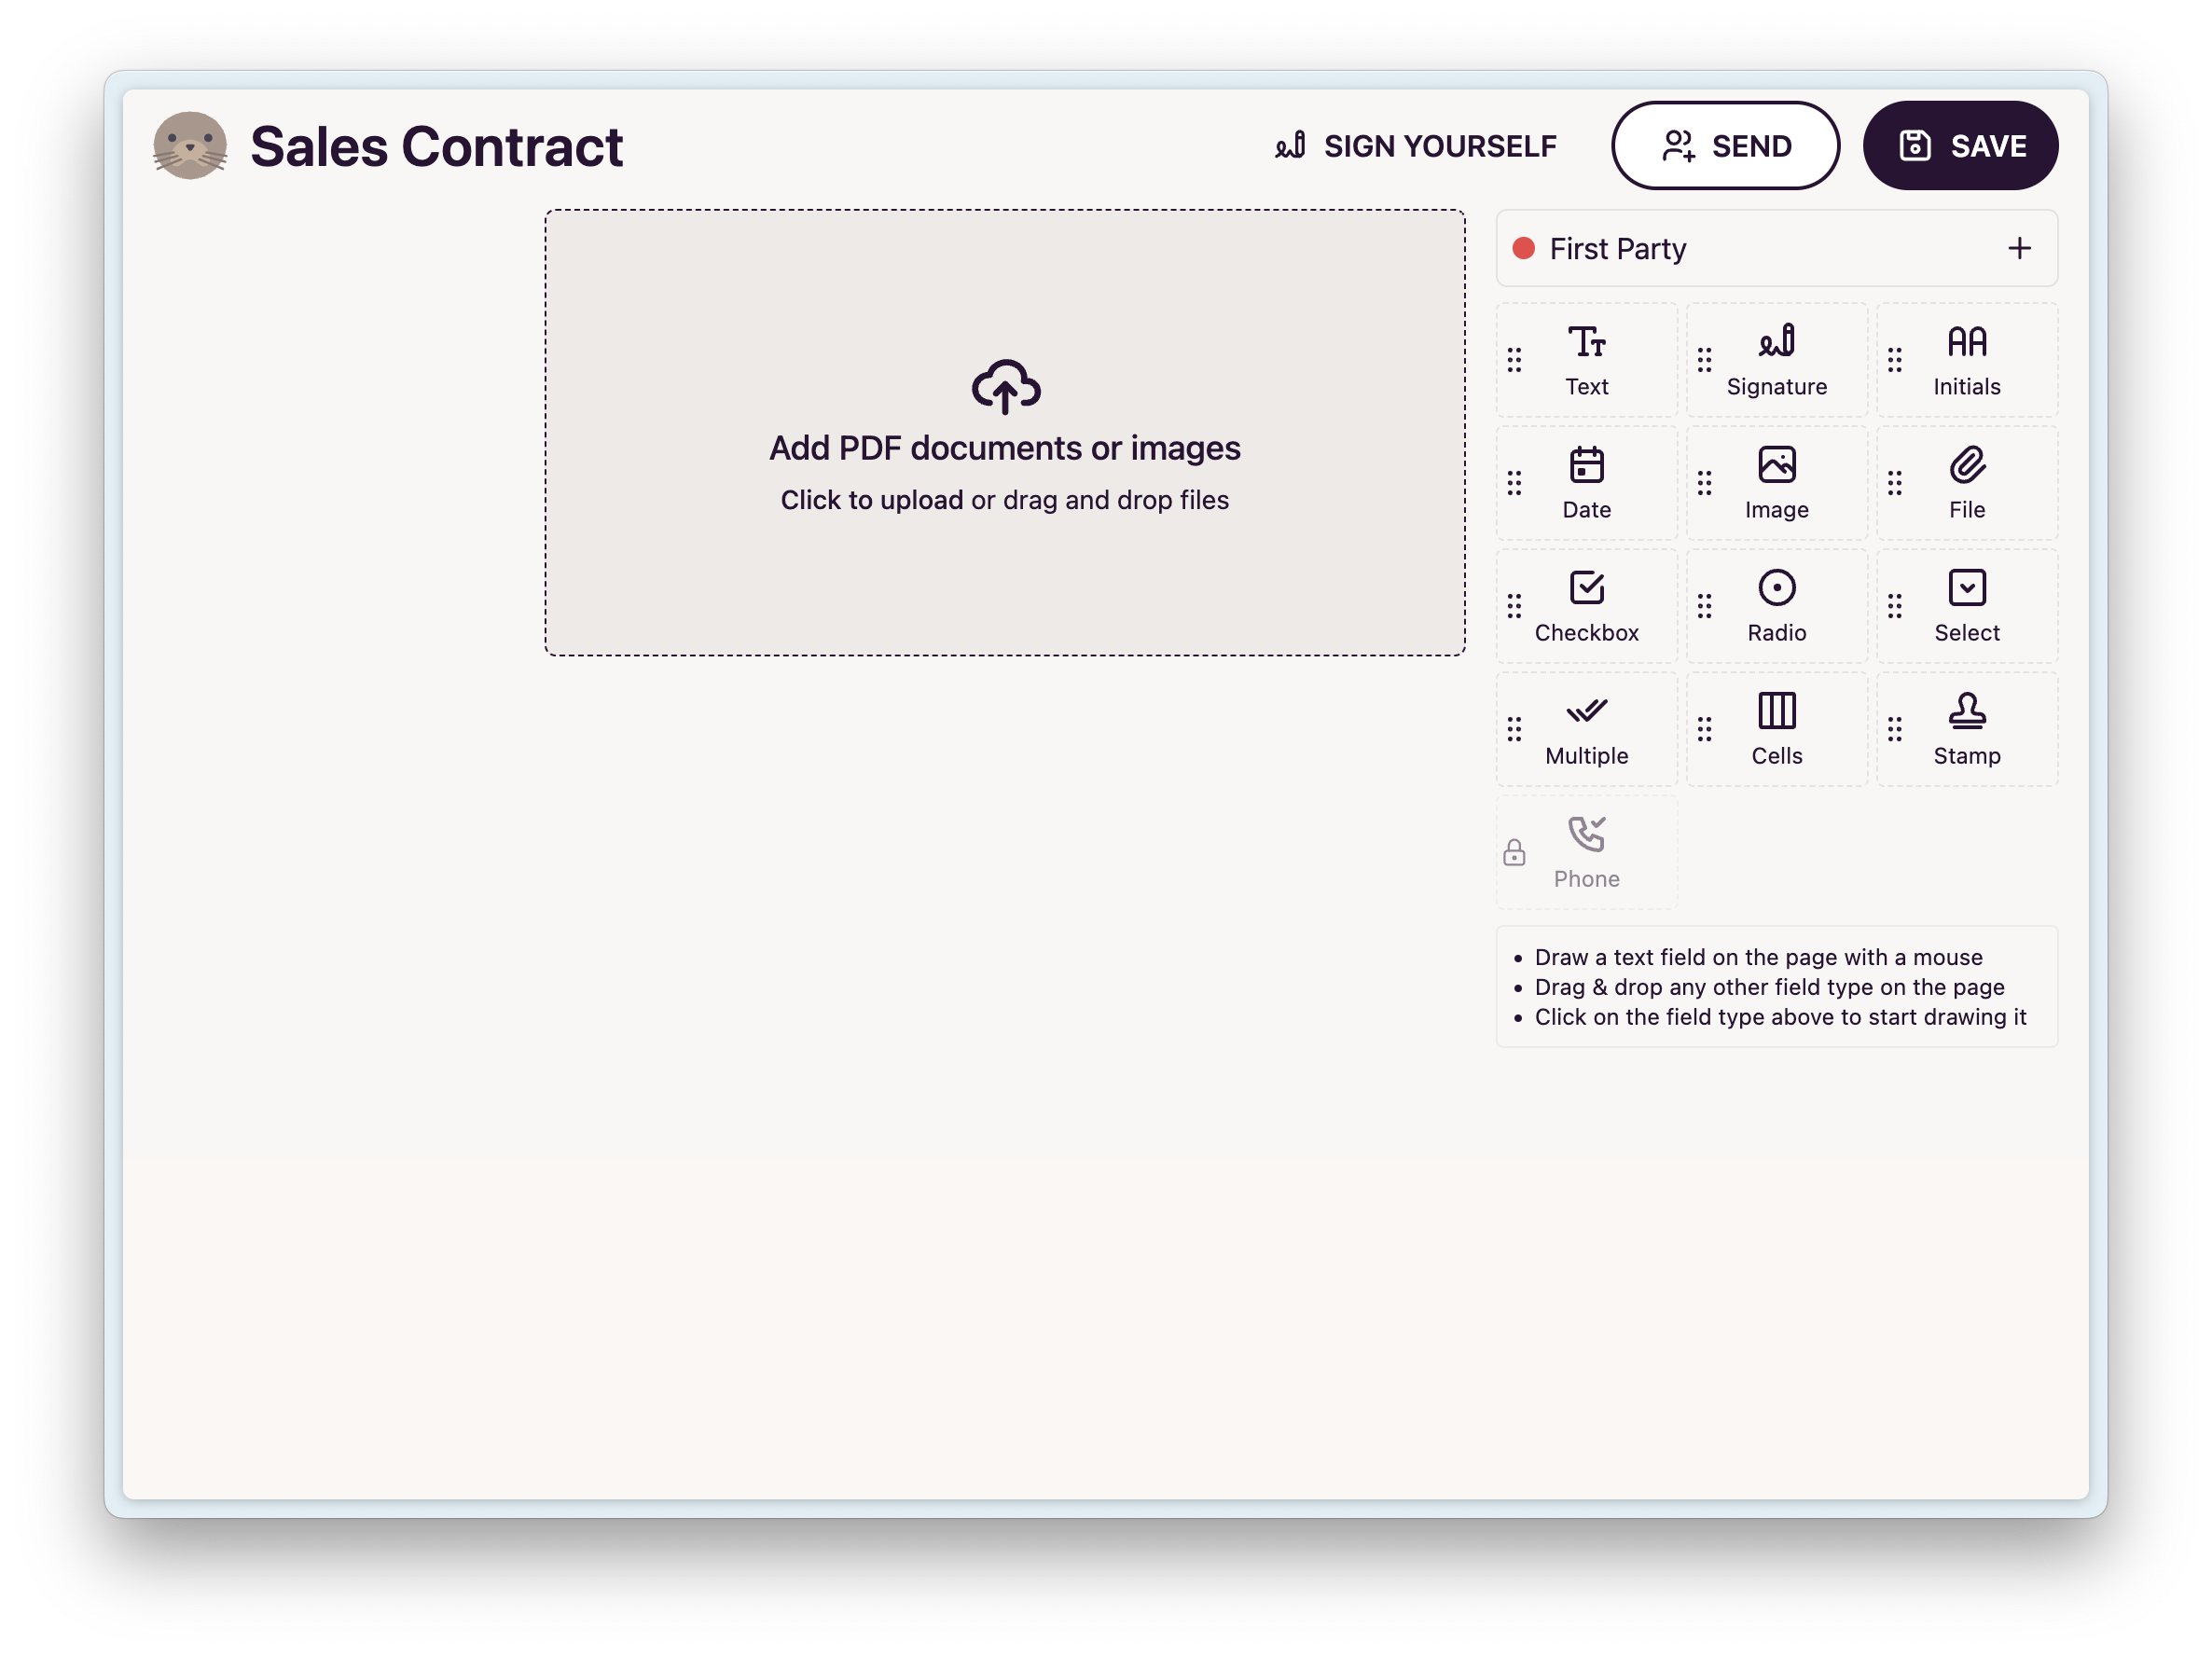 Sales Contract
SIGN YOURSELF
SEND
SAVE
Add PDF documents or images
Click to upload or drag and drop files
First Party
Text
Signature
Initials
Date
Image
File
Checkbox
Radio
Select
Multiple
Cells
Stamp
Phone
• Draw a text field on the page with a mouse
• Drag & drop any other field type on the page
• Click on the field type above to start drawing it